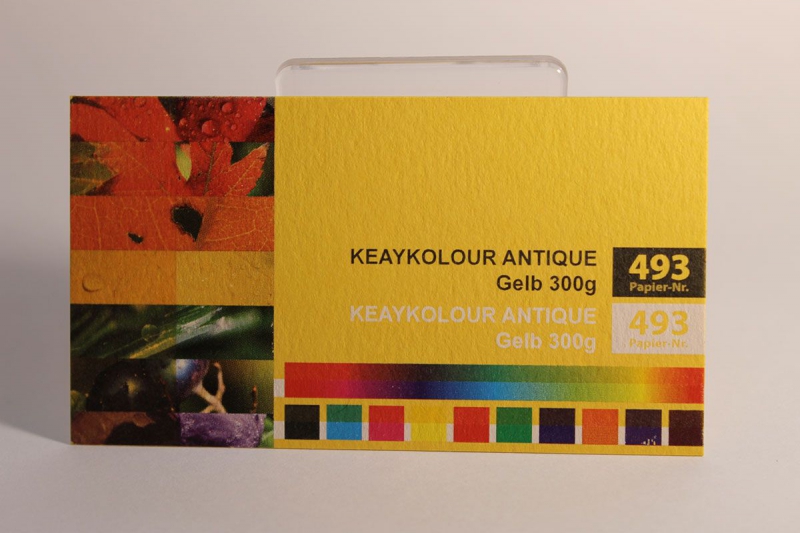 KEAYKOLOUR ANTIQUE
Gelb 300g
493
Papier-Nr.
KEAYKOLOUR ANTIQUE
Gelb 300g
493
Papier-Nr.